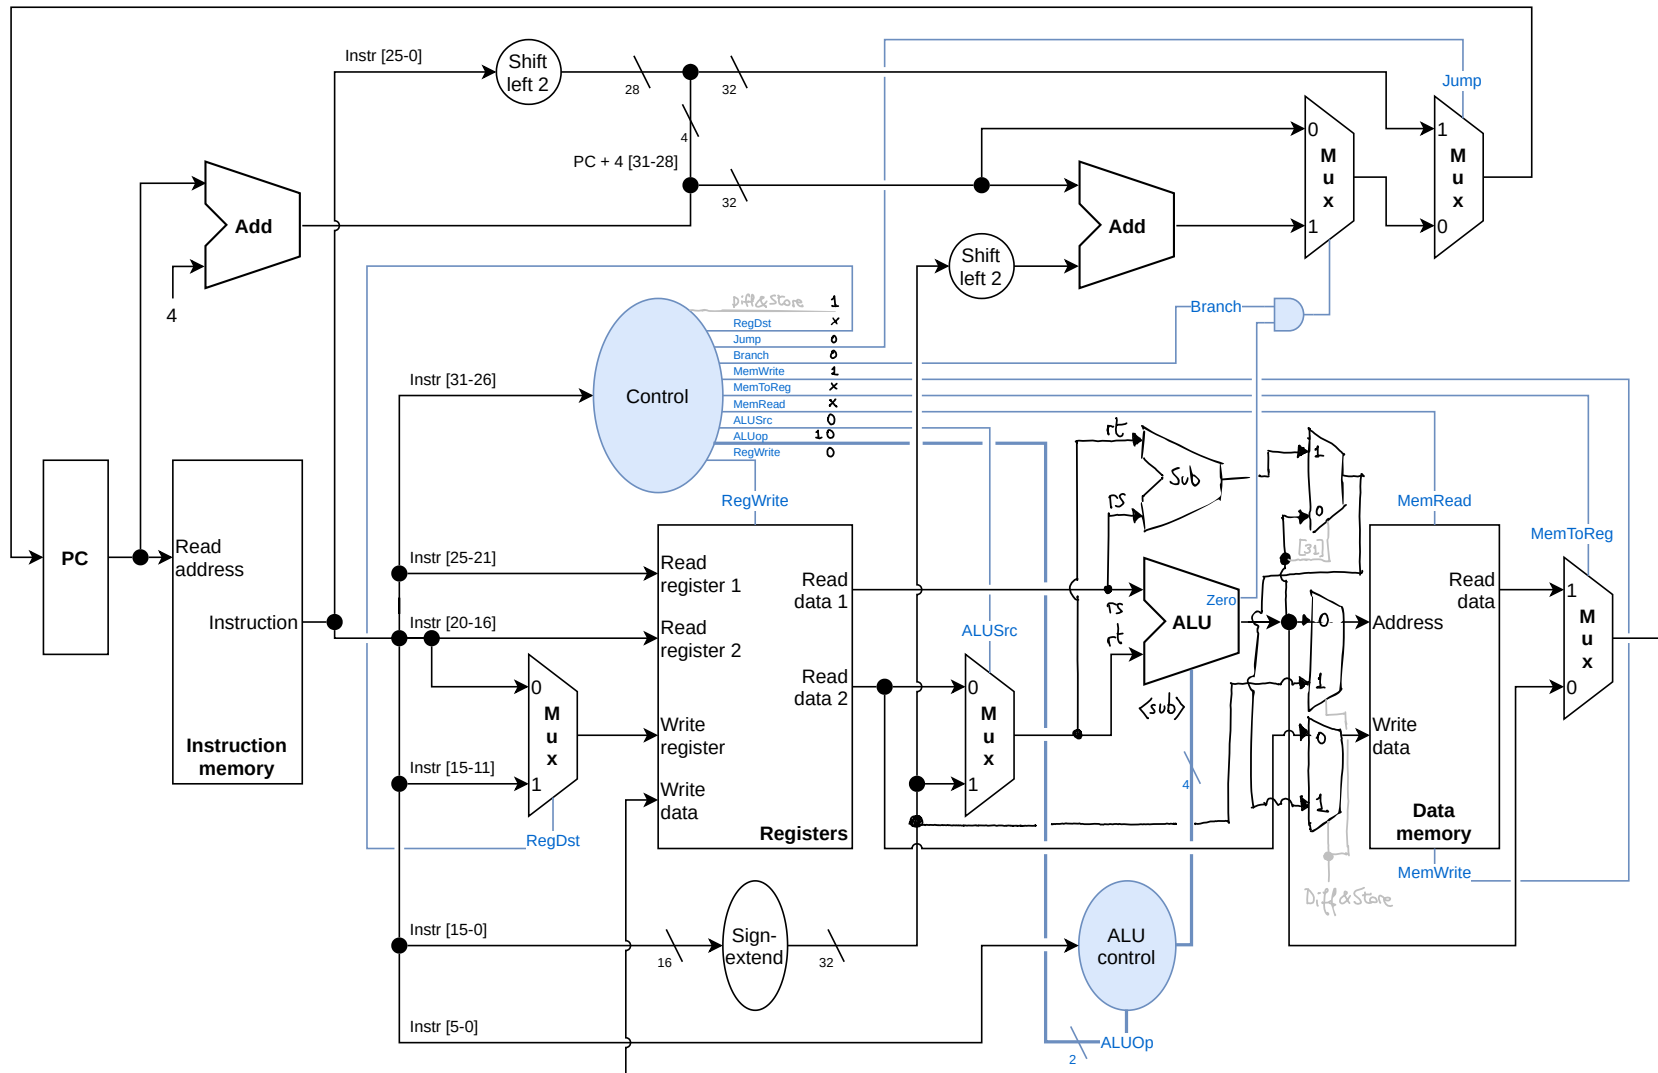 Instr [25-0]
Shift
left 2
28
32
Jump
4
PC + 4 [31-28]
32
0
M
u
x
1
1
M
u
x
0
Add
4
Add
Shift
left 2
Diff&Store 1
RegDst x
Jump 0
Branch 0
MemWrite 1
MemToReg x
MemRead x
ALUSrc 0
ALUop 10
RegWrite 0
Branch
Instr [31-26]
Control
RegWrite
rt
Sub
rs
1
0
[31]
MemRead
MemToReg
PC
Read
address
Instruction
Instruction
memory
Instr [25-21]
Instr [20-16]
Instr [15-11]
0
M
u
x
1
RegDst
Read
register 1
Read
register 2
Write
register
Write
data
Read
data 1
Read
data 2
Registers
ALUSrc
0
M
u
x
1
rs
rt
Zero
ALU
<sub>
4
0
1
0
1
Diff&Store
Address
Write
data
Read
data
Data
memory
MemWrite
1
M
u
x
0
Instr [15-0]
16
Sign-
extend
32
ALU
control
Instr [5-0]
2
ALUOp